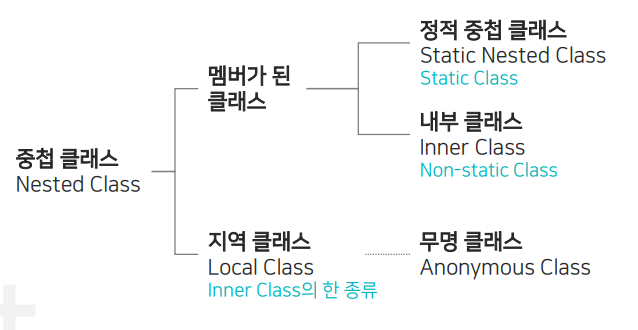 중첩 클래스
Nested Class
멤버가 된
클래스
정적 중첩 클래스
Static Nested Class
Static Class
내부 클래스
Inner Class
Non-static Class
지역 클래스
Local Class
Inner Class의 한 종류
무명 클래스
Anonymous Class